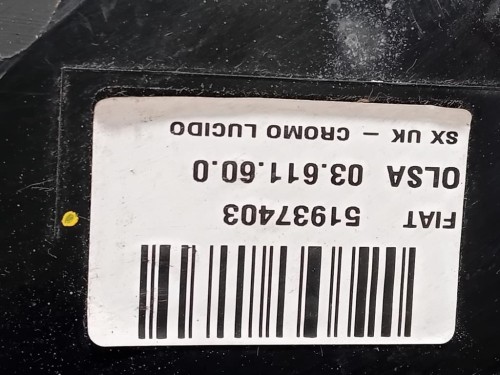 FIAT 51937403
OLSA 03.611.60.0
SX UK - CROMO LUCIDO